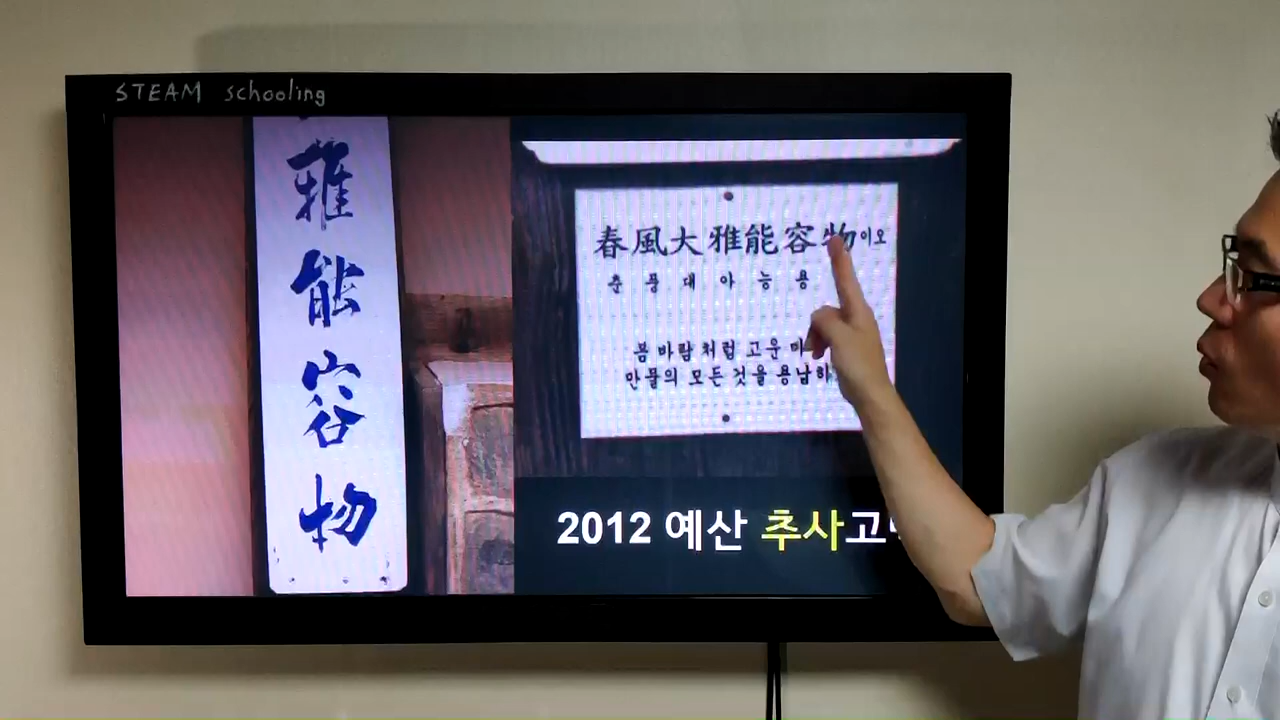 STEAM schooling
雅
能
容
物
春風大雅能容物이오
춘 풍 대 아 능 용
봄바람처럼 고운
만물의 모든것을 용납하
2012 예산 추사고